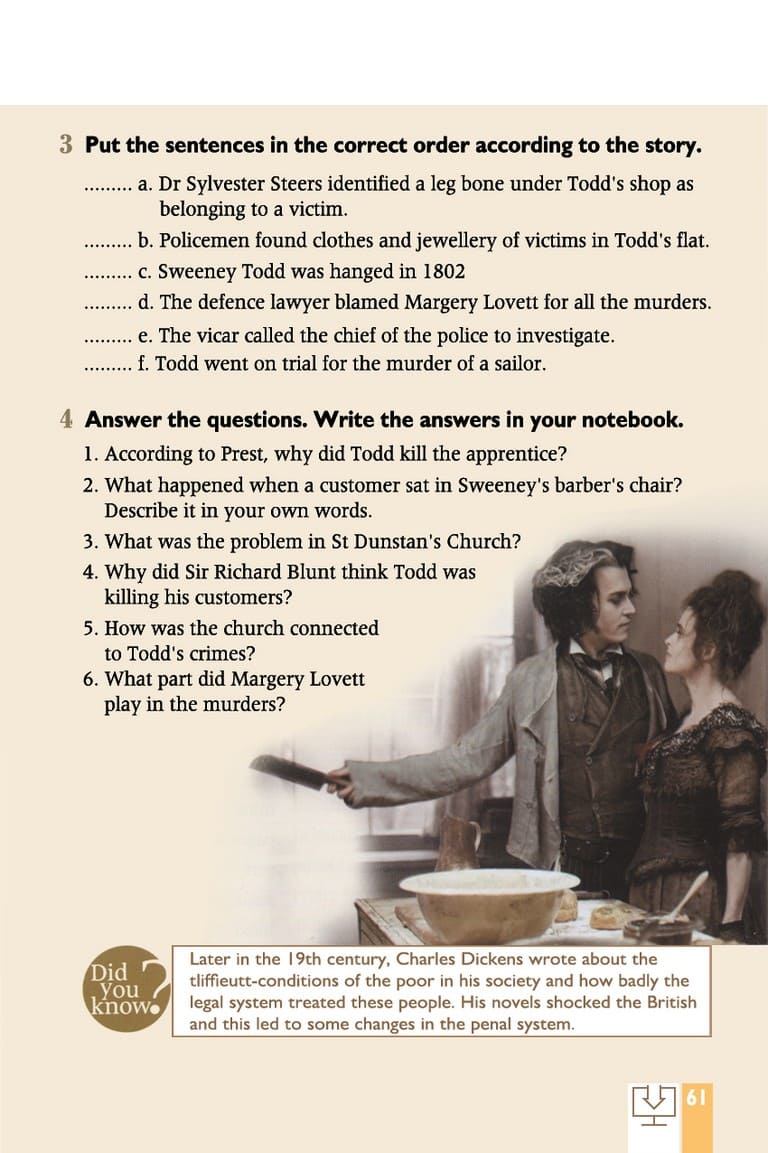 3 Put the sentences in the correct order according to the story.
......... a. Dr Sylvester Steers identified a leg bone under Todd's shop as
belonging to a victim.
......... b. Policemen found clothes and jewellery of victims in Todd's flat.
......... c. Sweeney Todd was hanged in 1802
......... d. The defence lawyer blamed Margery Lovett for all the murders.
......... e. The vicar called the chief of the police to investigate.
......... f. Todd went on trial for the murder of a sailor.
4 Answer the questions. Write the answers in your notebook.
1. According to Prest, why did Todd kill the apprentice?
2. What happened when a customer sat in Sweeney's barber's chair?
Describe it in your own words.
3. What was the problem in St Dunstan's Church?
4. Why did Sir Richard Blunt think Todd was
killing his customers?
5. How was the church connected
to Todd's crimes?
6. What part did Margery Lovett
play in the murders?
Did
you
know?
Later in the 19th century, Charles Dickens wrote about the
tliffieutt-conditions of the poor in his society and how badly the
legal system treated these people. His novels shocked the British
and this led to some changes in the penal system.
61